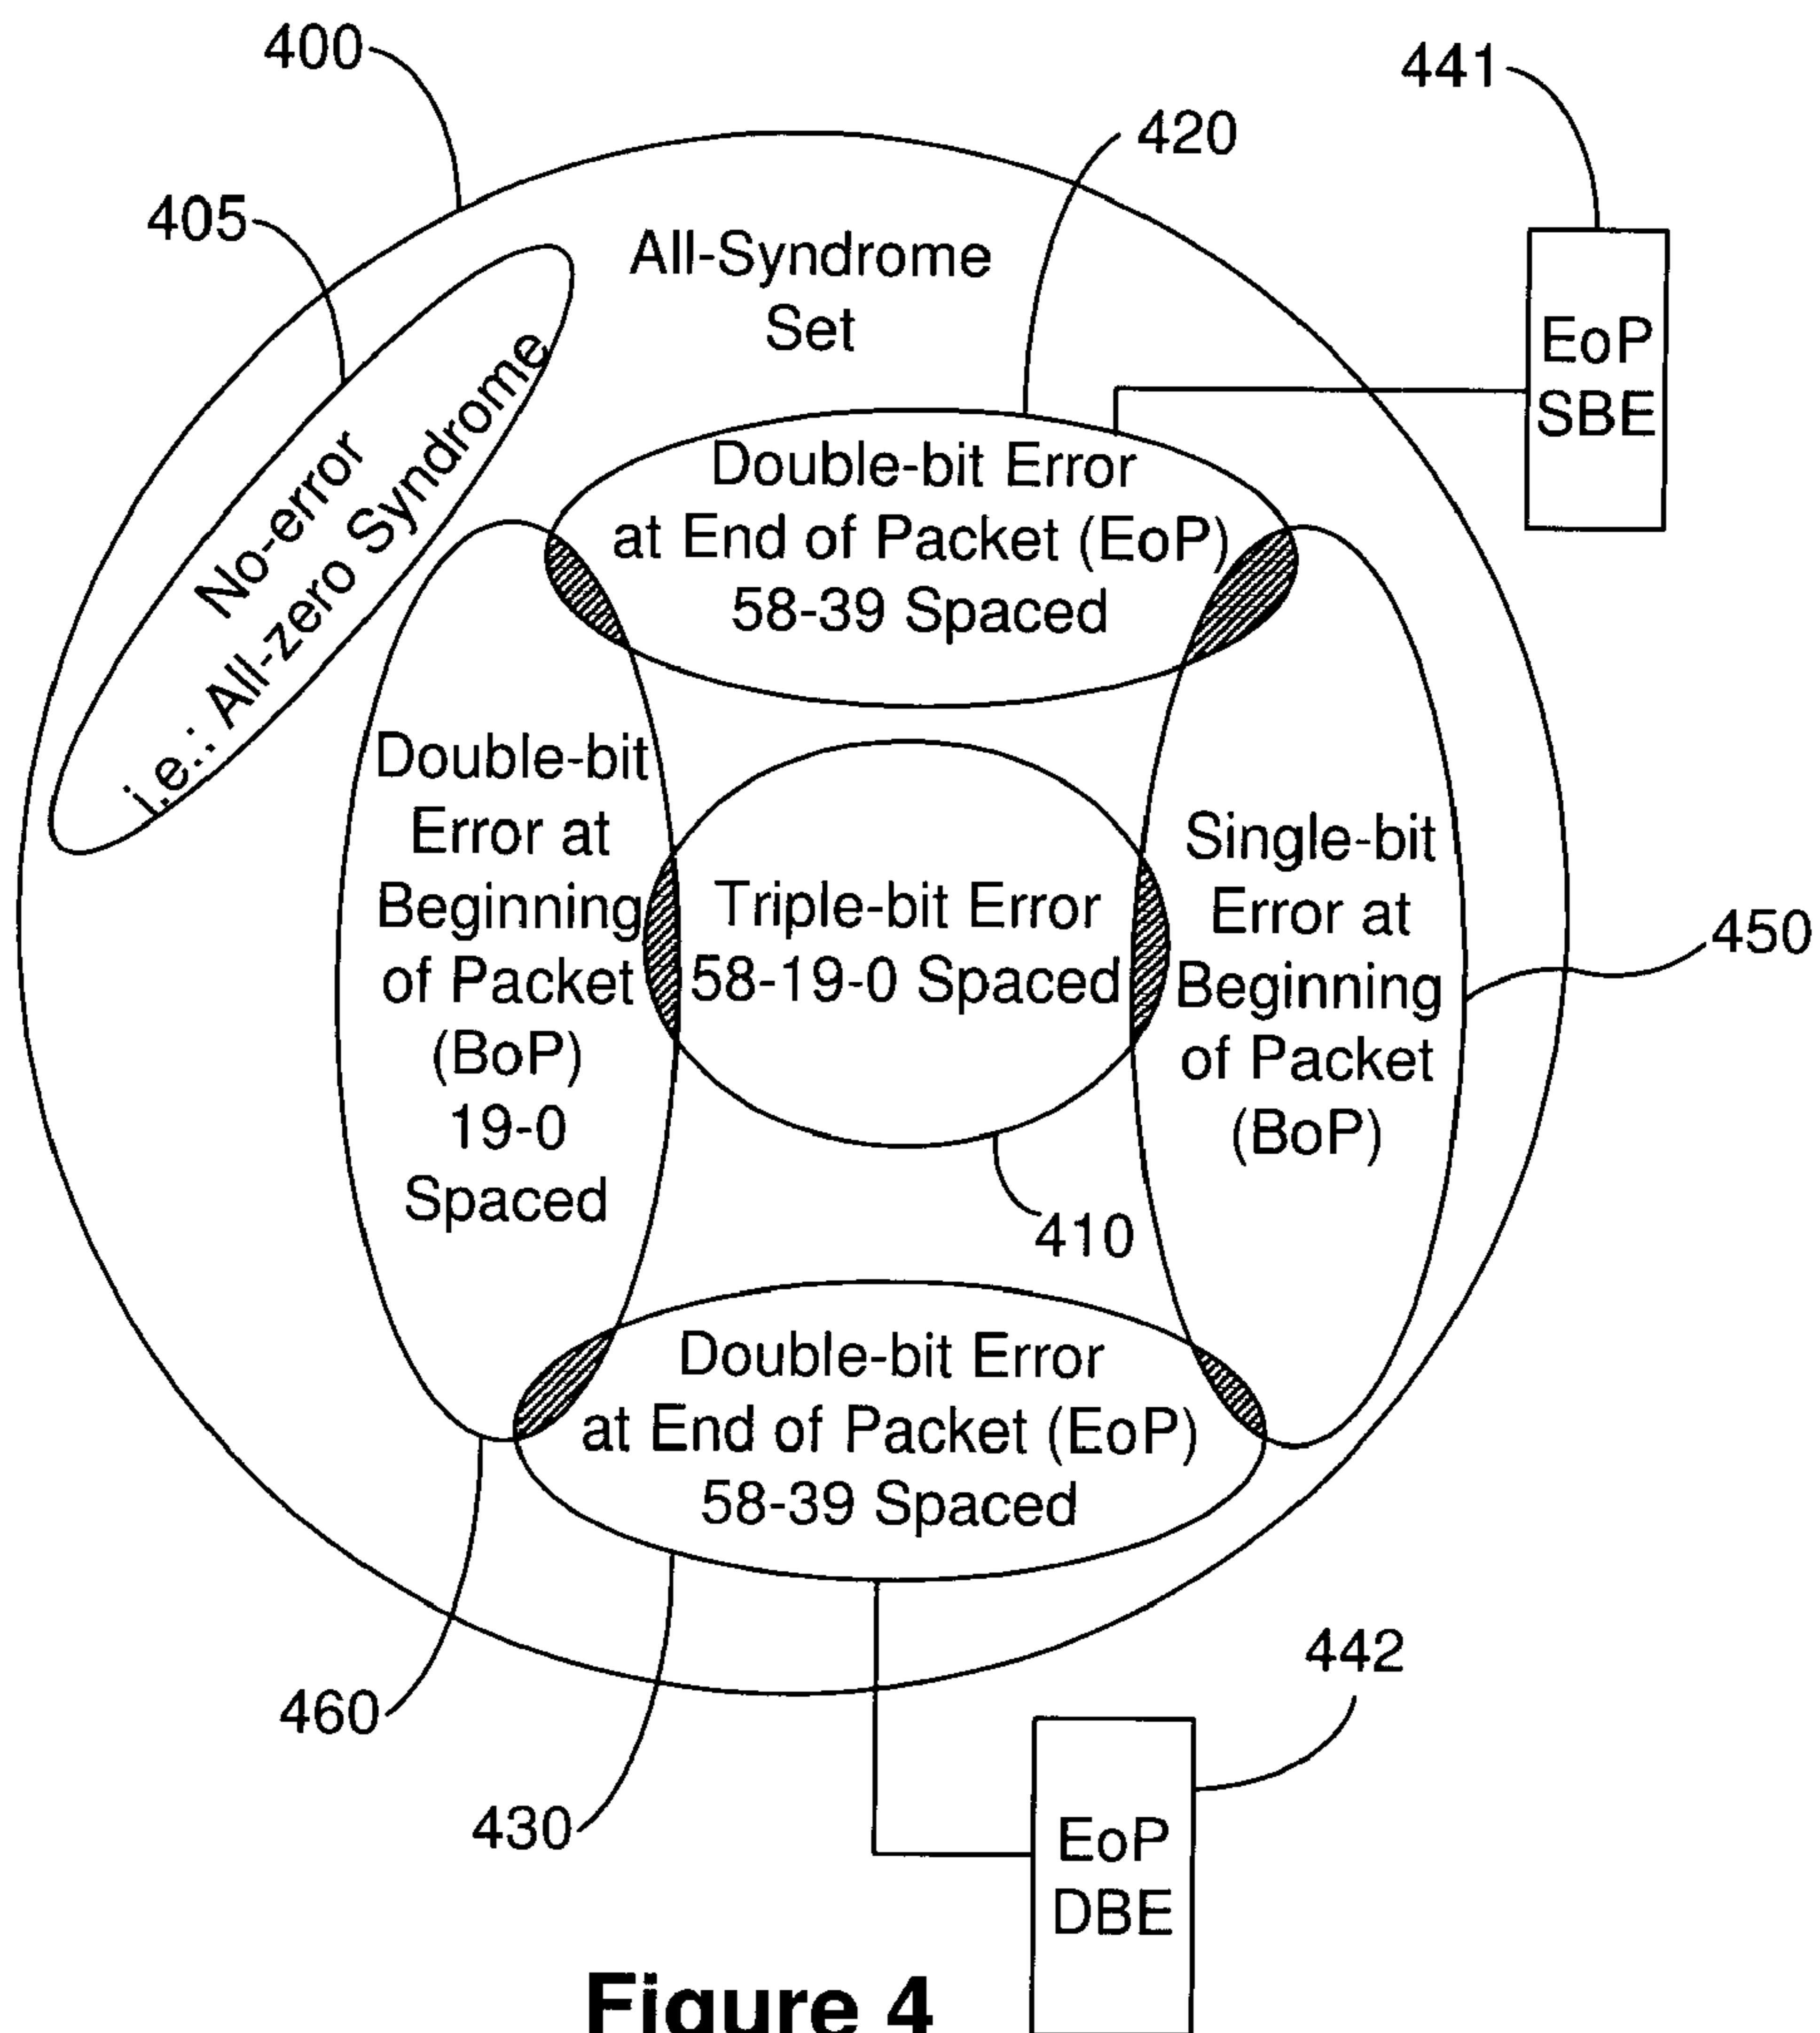 400
441
420
405
All-Syndrome
Set
EoP
SBE
No-error
i.e.: All-zero Syndrome
Double-bit Error
at End of Packet (EoP)
58-39 Spaced
Double-bit
Error at
Beginning
of Packet
(BoP)
19-0
Spaced
Triple-bit Error
58-19-0 Spaced
Single-bit
Error at
Beginning
of Packet
(BoP)
450
410
Double-bit Error
at End of Packet (EoP)
58-39 Spaced
442
460
430
EoP
DBE
Figure 4